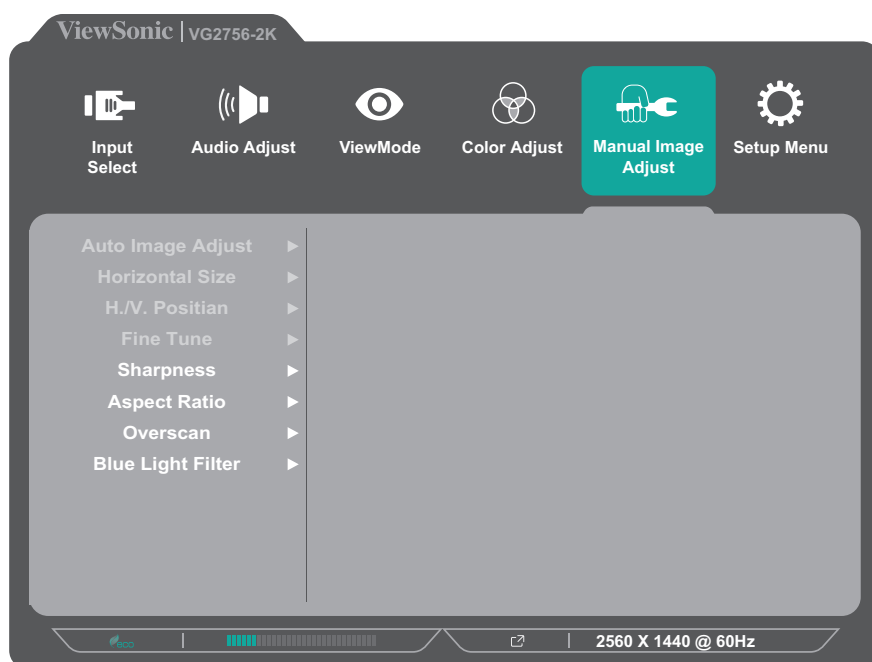 ViewSonic | VG2756-2K
Input Select
Audio Adjust
ViewMode
Color Adjust
Manual Image Adjust
Setup Menu
Auto Image Adjust
Horizontal Size
H./V. Positian
Fine Tune
Sharpness
Aspect Ratio
Overscan
Blue Light Filter
eco
2560 X 1440 @ 60Hz